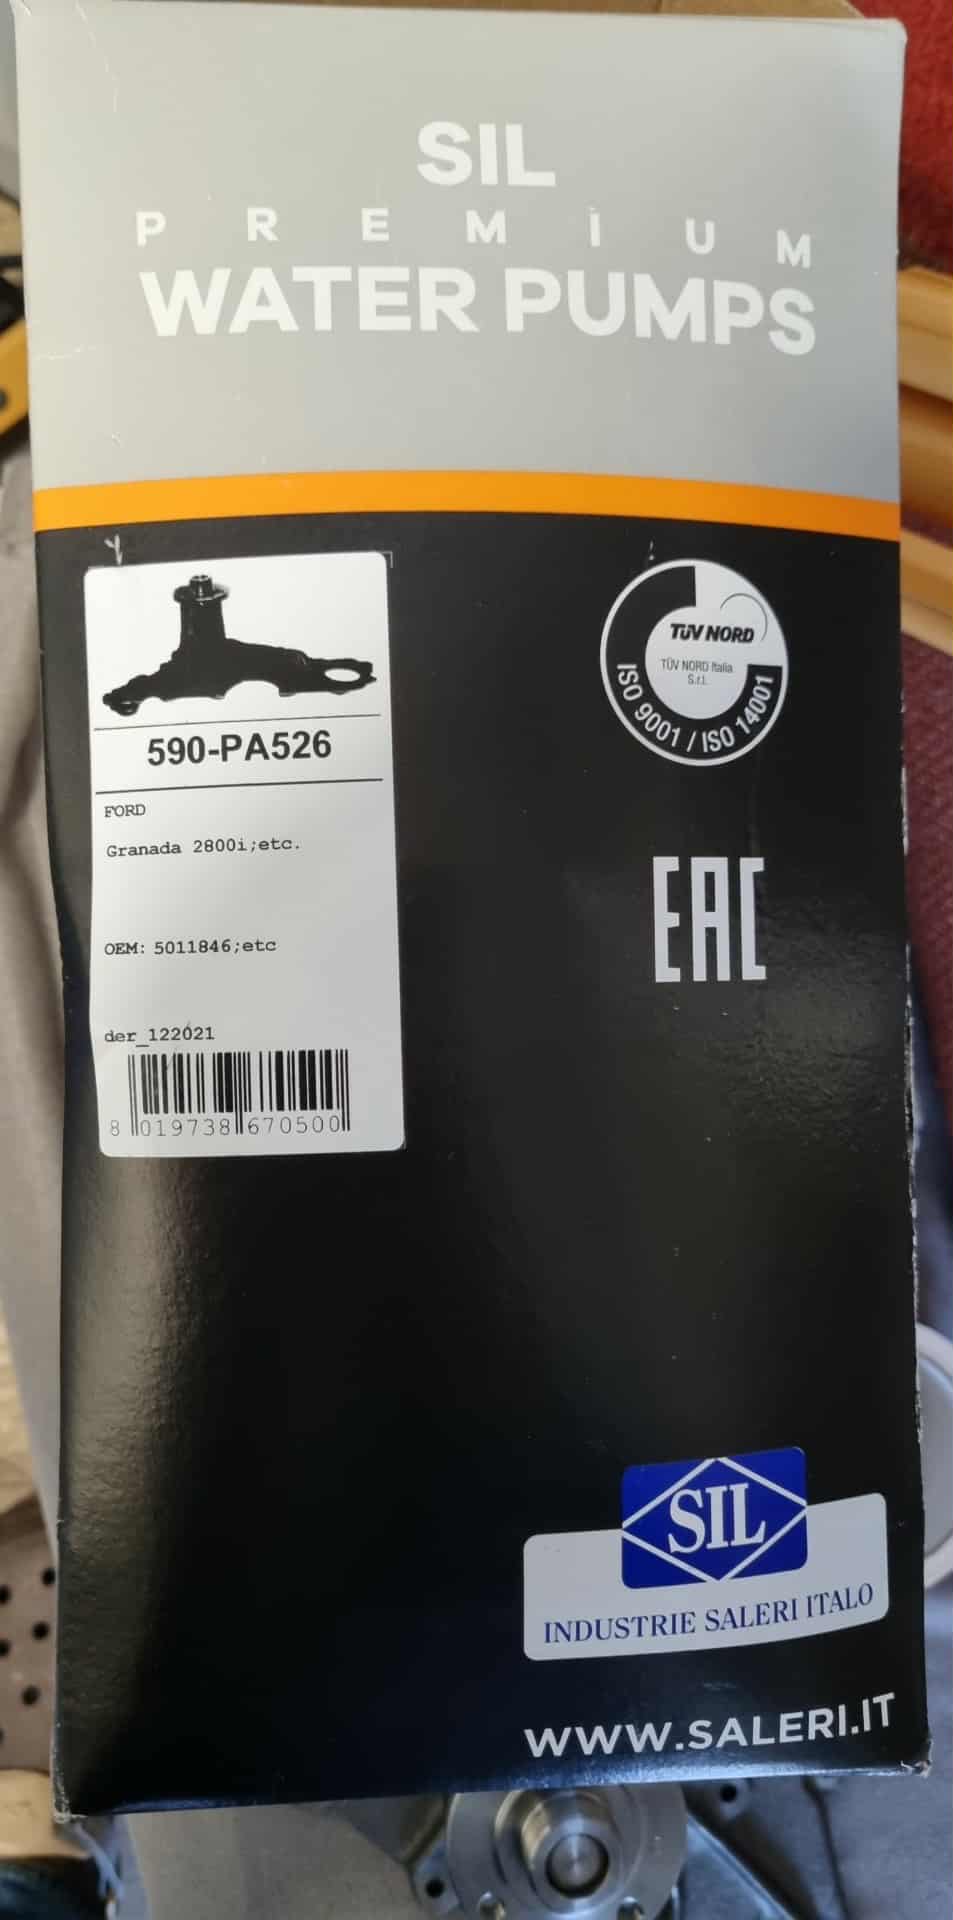 SIL
PREMIUM
WATER PUMPS
590-PA526
FORD
Granada 2800i;etc.
OEM: 5011846;etc
der_122021
8 019738 670500
TÜV NORD
TÜV NORD Italia
S.r.l.
ISO 9001 / ISO 14001
EAC
SIL
INDUSTRIE SALERI ITALO
WWW.SALERI.IT